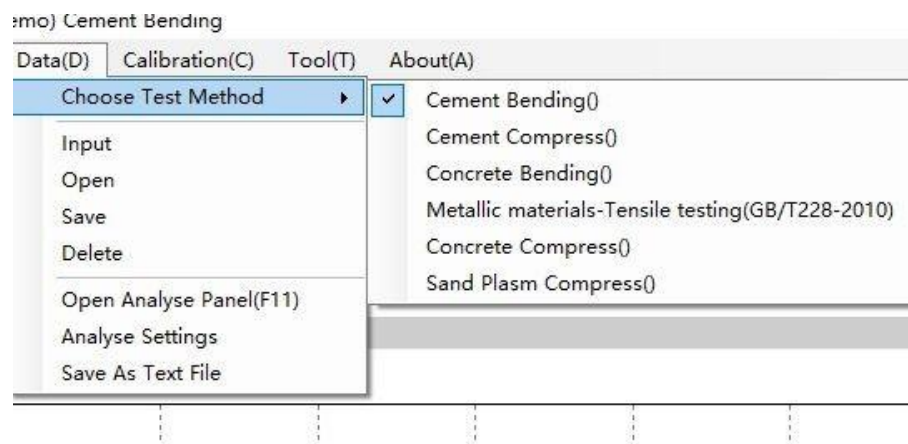 emo) Cement Bending
Data(D) Calibration(C) Tool(T) About(A)
Choose Test Method
Input
Open
Save
Delete
Open Analyse Panel(F11)
Analyse Settings
Save As Text File
Cement Bending()
Cement Compress()
Concrete Bending()
Metallic materials-Tensile testing(GB/T228-2010)
Concrete Compress()
Sand Plasm Compress()